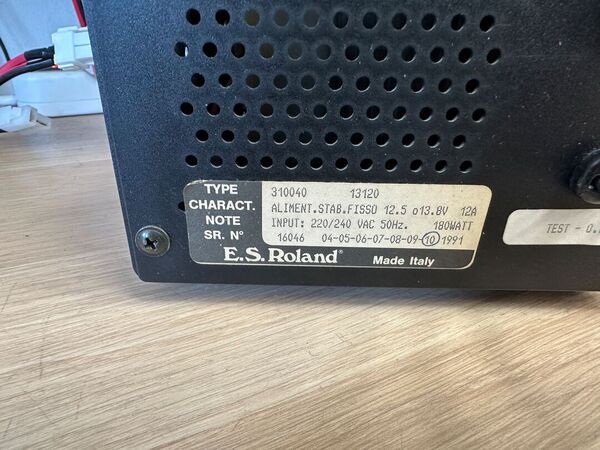 TYPE 310040 13120
CHARACT. ALIMENT.STAB.FISSO 12.5 o13.8V 12A
NOTE INPUT: 220/240 VAC 50Hz. 180WATT
SR. N° 16046 04-05-06-07-08-09-10 1991
E.S. Roland® Made Italy
TEST - 0.